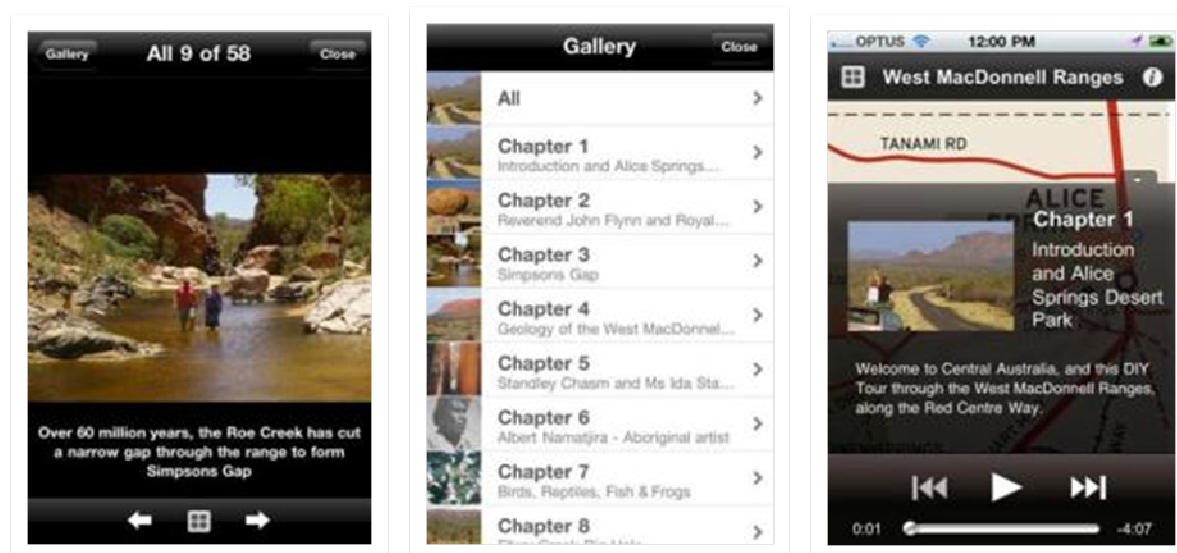 Gallery
All 9 of 58
Close
Over 60 million years, the Roe Creek has cut
a narrow gap through the range to form
Simpsons Gap
Gallery
Close
All
Chapter 1
Introduction and Alice Springs...
Chapter 2
Reverend John Flynn and Royal...
Chapter 3
Simpsons Gap
Chapter 4
Geology of the West MacDonnel...
Chapter 5
Standley Chasm and Ms Ida Sta...
Chapter 6
Albert Namatjira - Aboriginal artist
Chapter 7
Birds, Reptiles, Fish & Frogs
Chapter 8
OPTUS
12:00 PM
West MacDonnell Ranges
TANAMI RD
ALICE
Chapter 1
Introduction
and Alice
Springs Desert
Park
Welcome to Central Australia, and this DIY
Tour through the West MacDonnell Ranges,
along the Red Centre Way.
WAY
0:01
-4:07